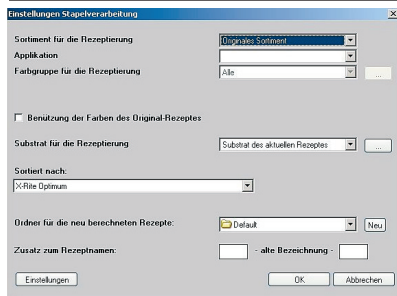 Einstellungen Stapelverarbeitung
Sortiment für die Rezeptierung Originales Sortiment
Applikation
Farbgruppe für die Rezeptierung Alle ...
Benützung der Farben des Original-Rezeptes
Substrat für die Rezeptierung Substrat des aktuellen Rezeptes ...
Sortiert nach:
X-Rite Optimum
Ordner für die neu berechneten Rezepte: Default Neu
Zusatz zum Rezeptnamen: - alte Bezeichnung -
Einstellungen OK Abbrechen